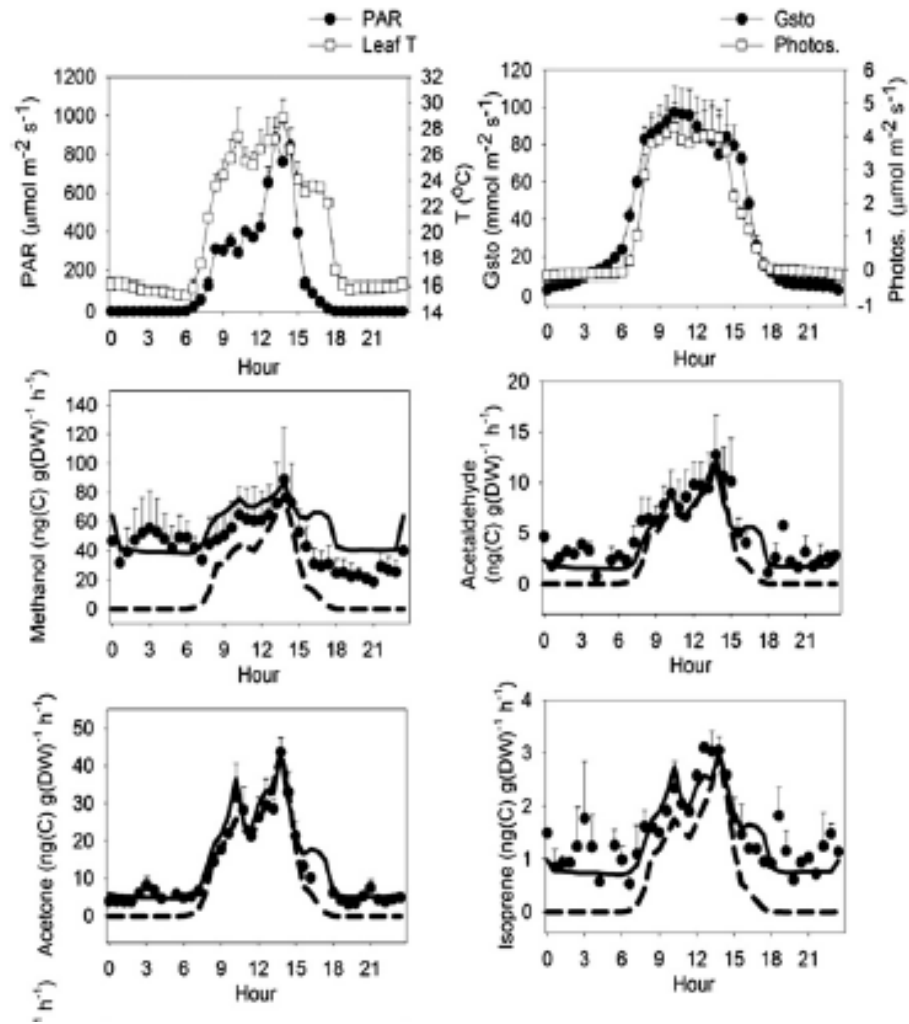 PAR
Leaf T
PAR (μmol m⁻² s⁻¹)
1200
1000
800
600
400
200
0
32
30
28
26
24
22
20
18
16
14
T (°C)
0 3 6 9 12 15 18 21
Hour
Gsto
Photos.
Gsto (mmol m⁻² s⁻¹)
120
100
80
60
40
20
0
6
5
4
3
2
1
0
-1
Photos. (μmol m⁻² s⁻¹)
0 3 6 9 12 15 18 21
Hour
Methanol (ng(C) g(DW)⁻¹ h⁻¹)
140
120
100
80
60
40
20
0
0 3 6 9 12 15 18 21
Hour
Acetaldehyde
(ng(C) g(DW)⁻¹ h⁻¹)
20
15
10
5
0
0 3 6 9 12 15 18 21
Hour
Acetone (ng(C) g(DW)⁻¹ h⁻¹)
50
40
30
20
10
0
0 3 6 9 12 15 18 21
Hour
Isoprene (ng(C) g(DW)⁻¹ h⁻¹)
4
3
2
1
0
0 3 6 9 12 15 18 21
Hour
h⁻¹)